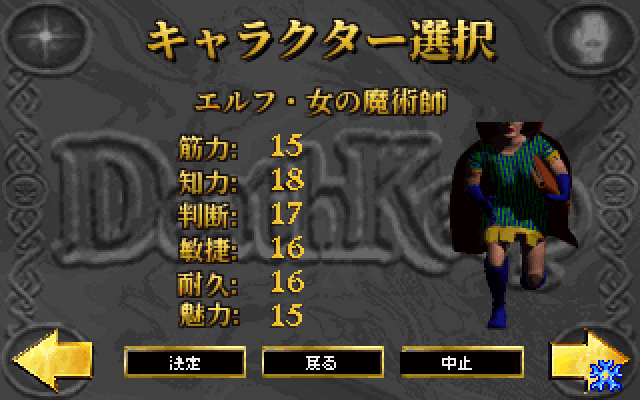 キャラクター選択
エルフ・女の魔術師
DeathKeep
筋力: 15
知力: 18
判断: 17
敏捷: 16
耐久: 16
魅力: 15
決定
戻る
中止